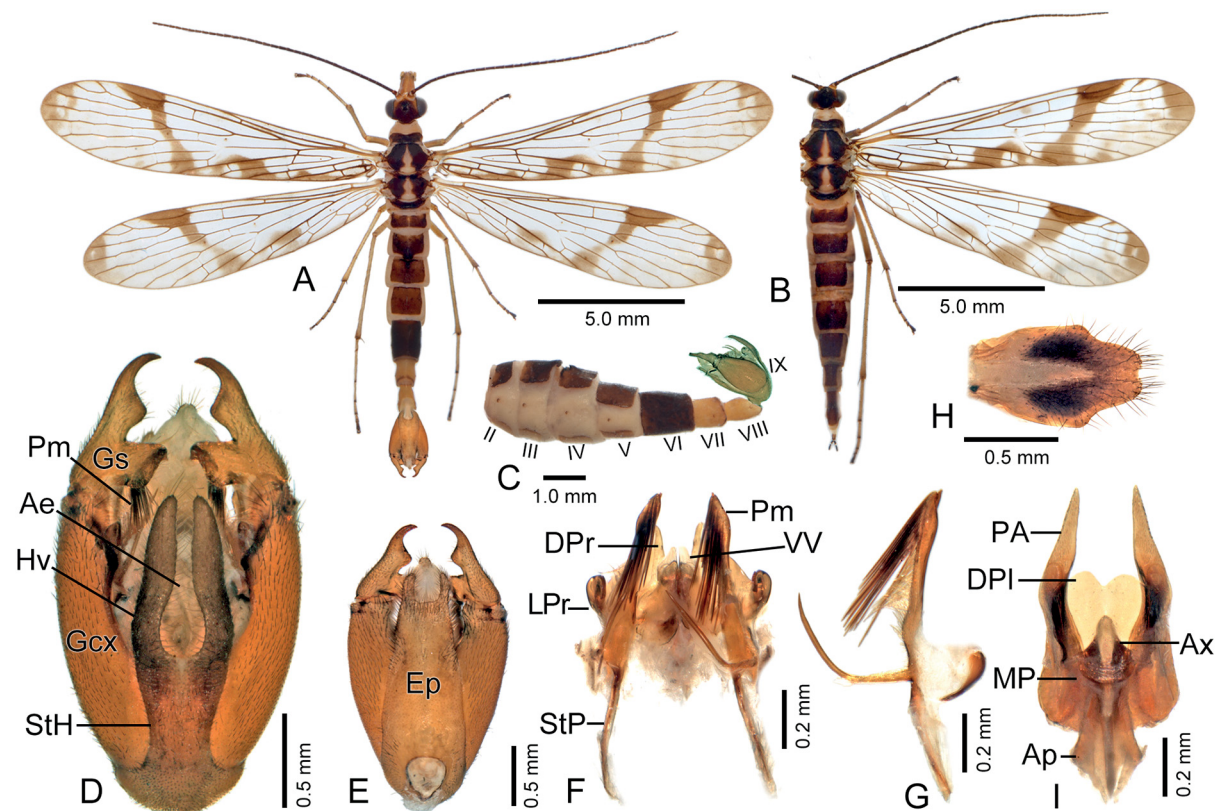 A
5.0 mm
B
5.0 mm
C
II
III
IV
V
VI
VII
VIII
IX
1.0 mm
H
0.5 mm
Gs
Pm
Ae
Hv
Gcx
StH
D
0.5 mm
Ep
E
0.5 mm
DPr
Pm
VV
LPr
StP
F
0.2 mm
G
0.2 mm
PA
DPl
Ax
MP
Ap
I
0.2 mm